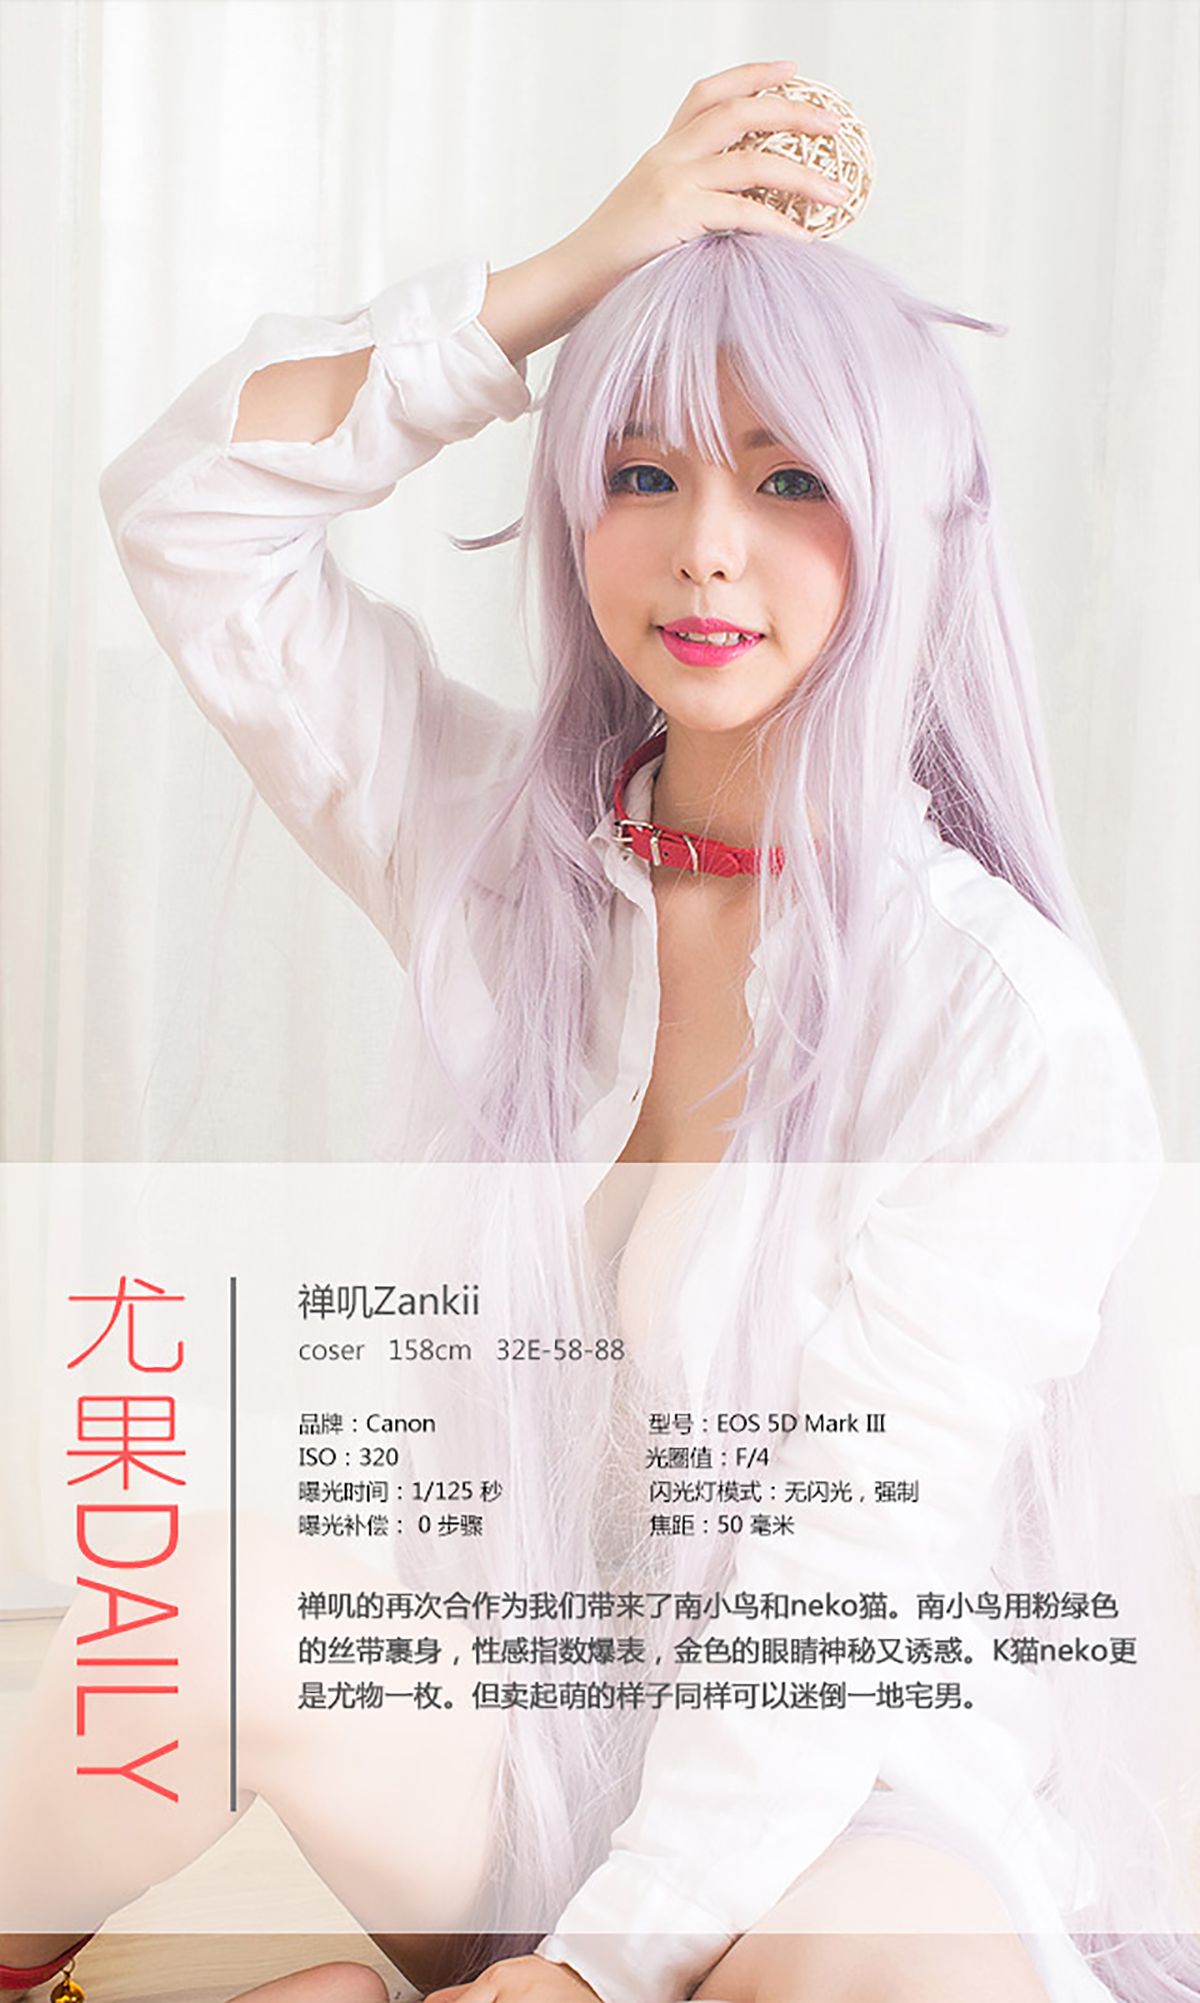 尤果DAILY
禅叽Zankii
coser 158cm 32E-58-88
品牌：Canon 型号：EOS 5D Mark III
ISO：320 光圈值：F/4
曝光时间：1/125 秒 闪光灯模式：无闪光，强制
曝光补偿： 0 步骤 焦距：50 毫米
禅叽的再次合作为我们带来了南小鸟和neko猫。南小鸟用粉绿色
的丝带裹身，性感指数爆表，金色的眼睛神秘又诱惑。K猫neko更
是尤物一枚。但卖起萌的样子同样可以迷倒一地宅男。